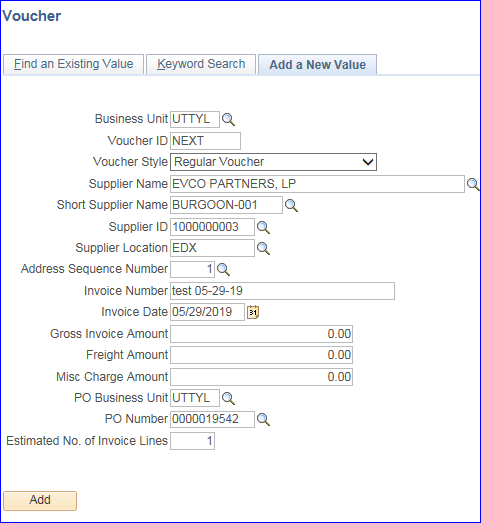 Voucher
Find an Existing Value Keyword Search Add a New Value
Business Unit UTTYL
Voucher ID NEXT
Voucher Style Regular Voucher
Supplier Name EVCO PARTNERS, LP
Short Supplier Name BURGOON-001
Supplier ID 1000000003
Supplier Location EDX
Address Sequence Number 1
Invoice Number test 05-29-19
Invoice Date 05/29/2019 31
Gross Invoice Amount 0.00
Freight Amount 0.00
Misc Charge Amount 0.00
PO Business Unit UTTYL
PO Number 0000019542
Estimated No. of Invoice Lines 1
Add